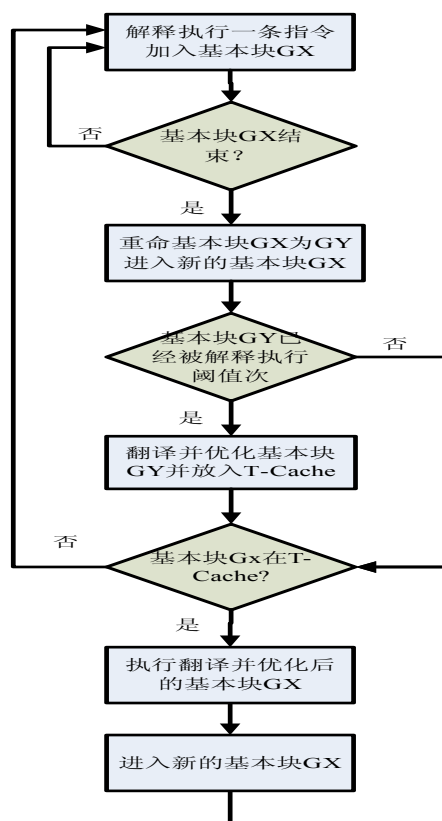 解释执行一条指令
加入基本块GX
否
基本块GX结
束?
是
重命基本块GX为GY
进入新的基本块GX
基本块GY已
经被解释执行
阈值次
否
是
翻译并优化基本块
GY并放入T-Cache
否
基本块Gx在T-
Cache?
是
执行翻译并优化后
的基本块GX
进入新的基本块GX